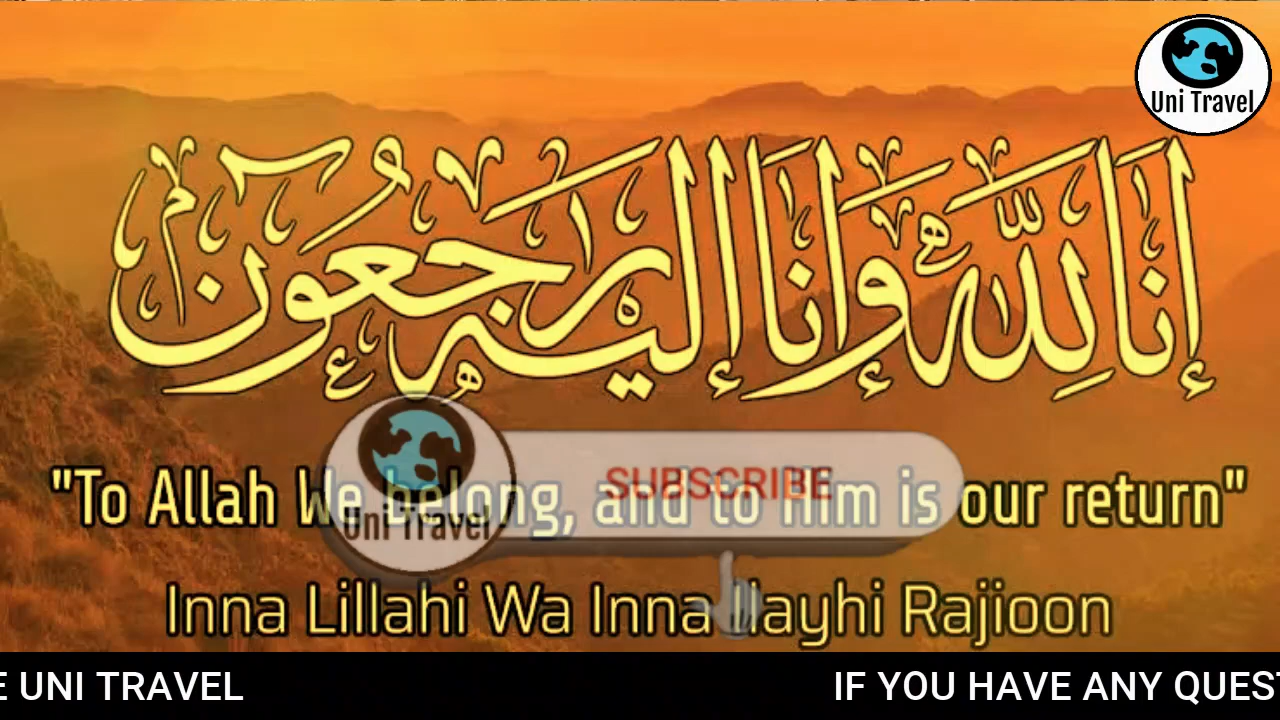 Uni Travel
إنا لله وإنا إليه راجعون
"To Allah We belong, and to Him is our return"
SUBSCRIBE
Uni Travel
Inna Lillahi Wa Inna Ilayhi Rajioon
E UNI TRAVEL IF YOU HAVE ANY QUEST